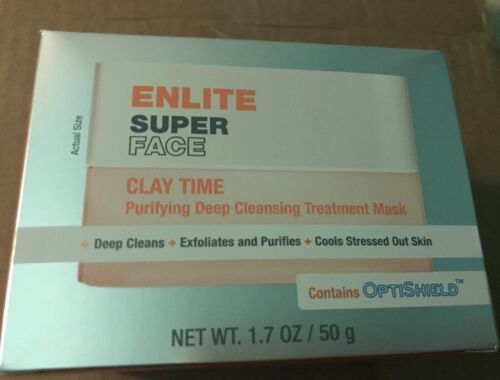 Actual Size
ENLITE
SUPER
FACE
CLAY TIME
Purifying Deep Cleansing Treatment Mask
+ Deep Cleans + Exfoliates and Purifies + Cools Stressed Out Skin
Contains OPTISHIELD™
NET WT. 1.7 OZ / 50 g